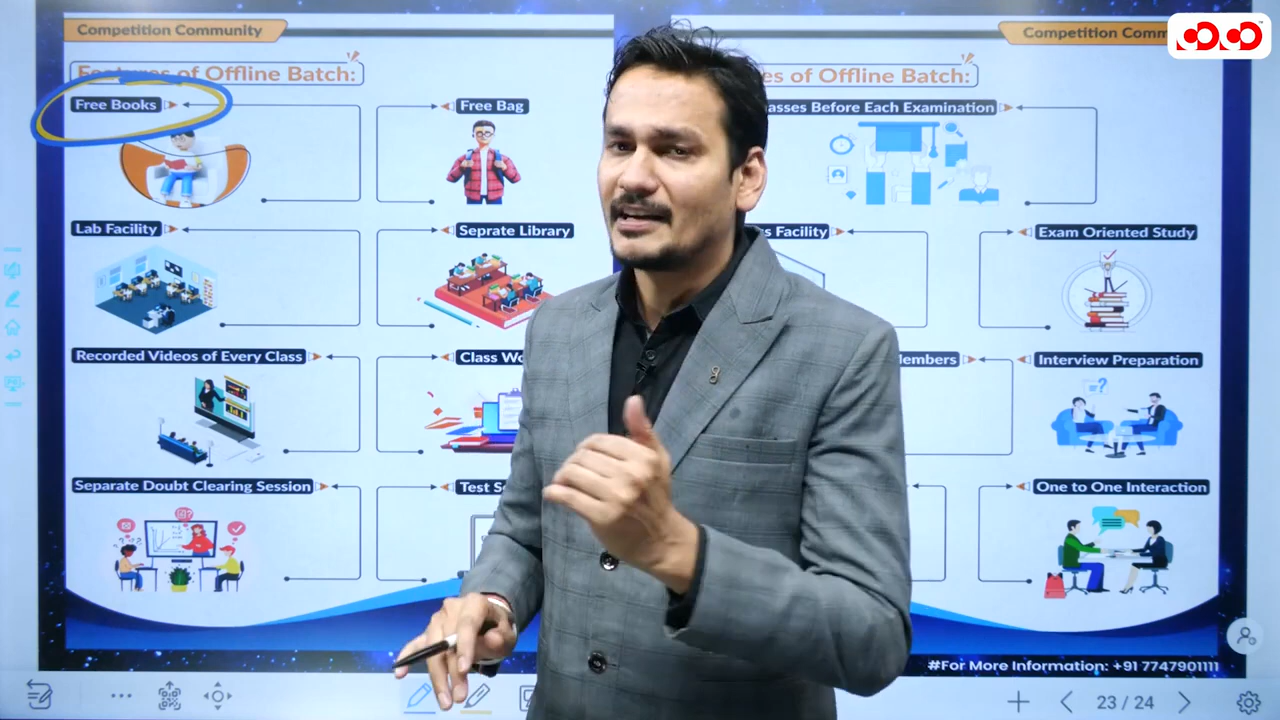 Competition Community
Features of Offline Batch:
Free Books
Free Bag
Lab Facility
Seprate Library
Recorded Videos of Every Class
Class Wo
Separate Doubt Clearing Session
Test S
Competition Comm
es of Offline Batch:
asses Before Each Examination
s Facility
Exam Oriented Study
Members
Interview Preparation
One to One Interaction
#For More Information: +91 7747901111
23 / 24